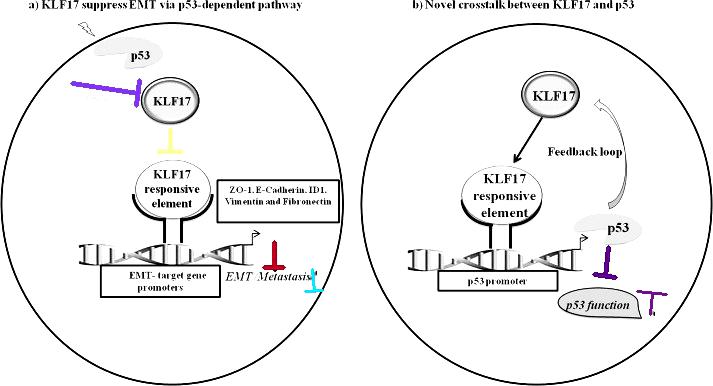 a) KLF17 suppress EMT via p53-dependent pathway
p53
KLF17
KLF17
responsive
element
ZO-1, E-Cadherin, ID1,
Vimentin and Fibronectin
EMT- target gene
promoters
EMT Metastasis
b) Novel crosstalk between KLF17 and p53
KLF17
Feedback loop
KLF17
responsive
element
p53
p53 promoter
p53 function